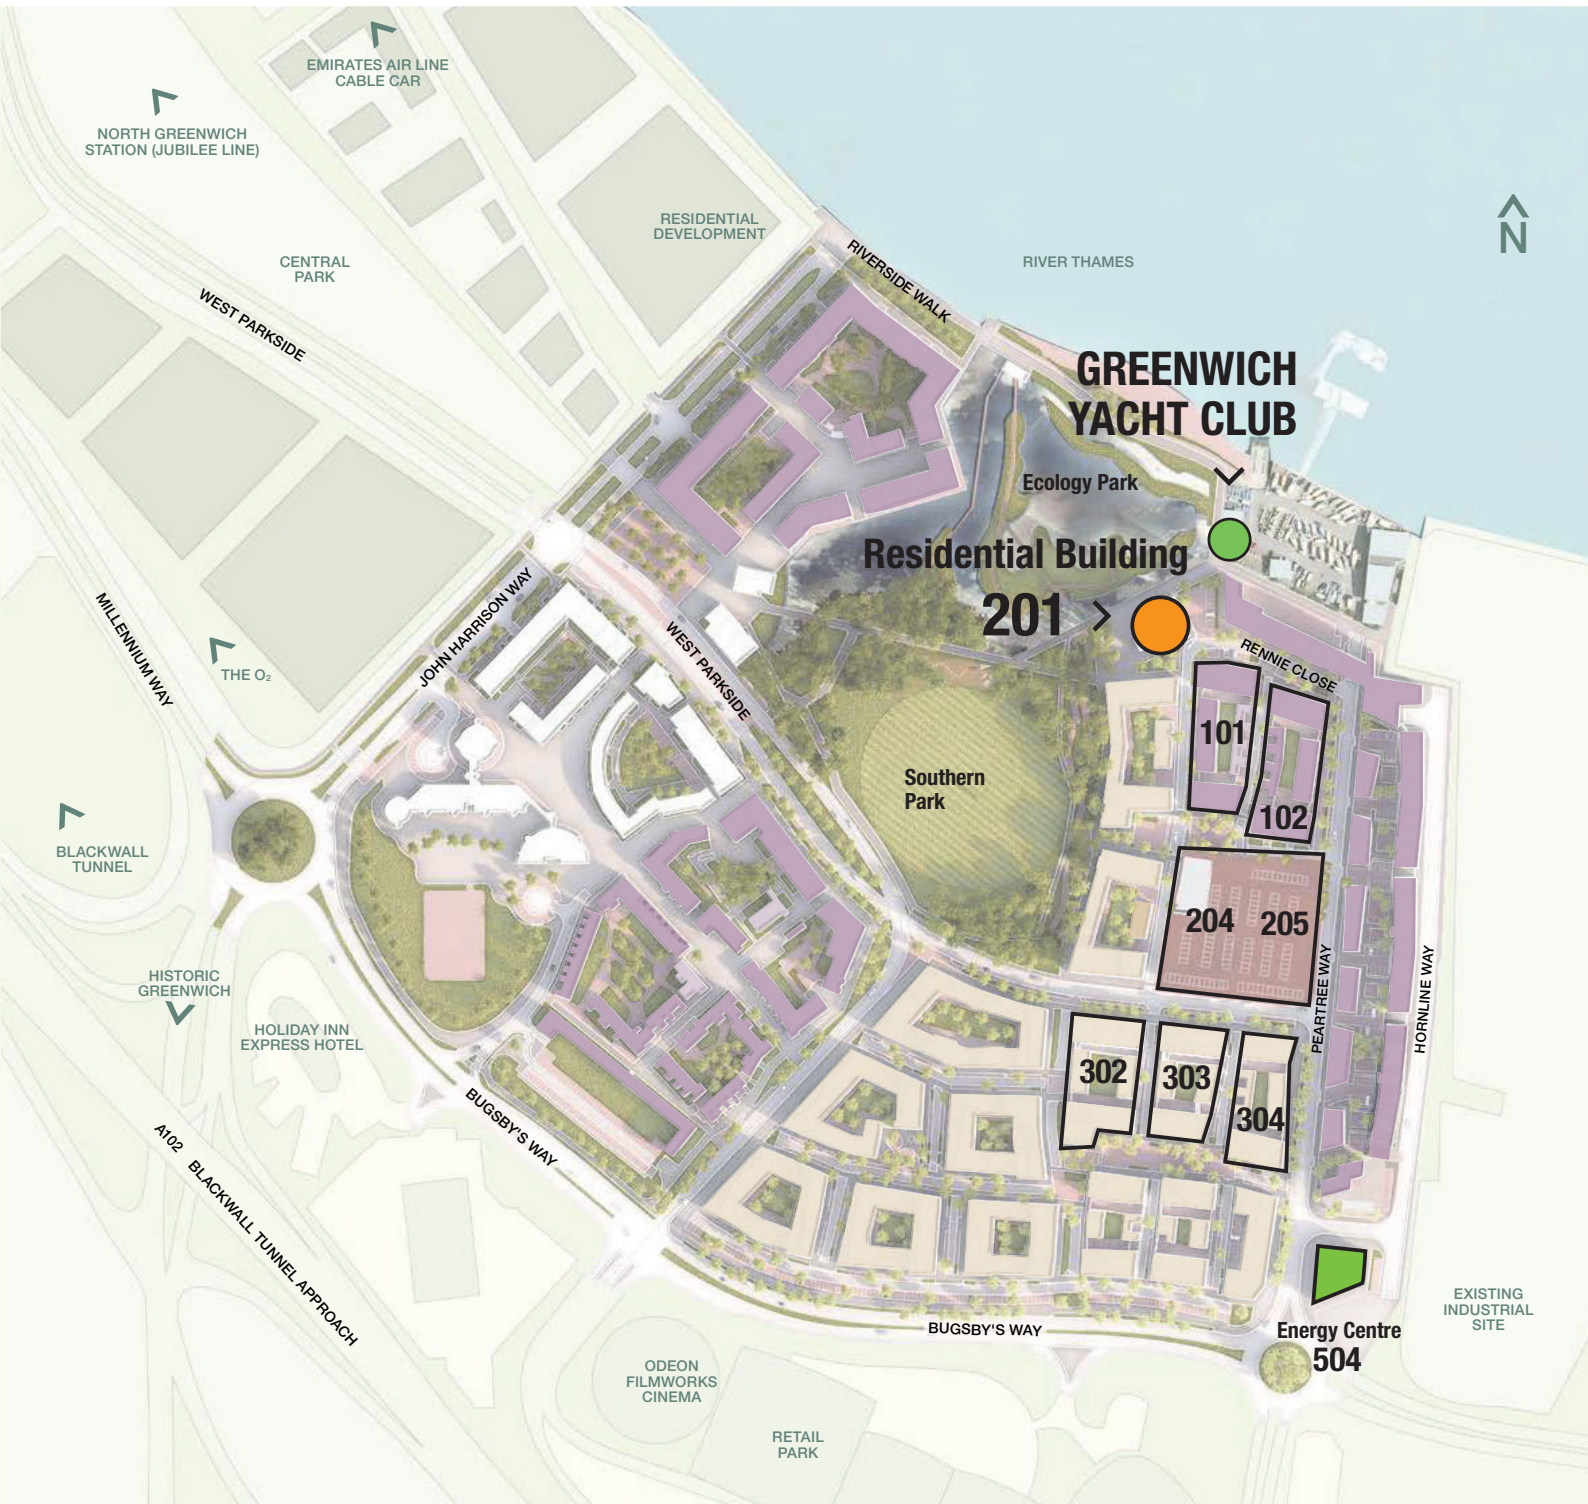 EMIRATES AIR LINE
CABLE CAR
NORTH GREENWICH
STATION (JUBILEE LINE)
RESIDENTIAL
DEVELOPMENT
N
CENTRAL
PARK
RIVERSIDE WALK
RIVER THAMES
WEST PARKSIDE
GREENWICH
YACHT CLUB
Ecology Park
Residential Building
201
MILLENNIUM WAY
JOHN HARRISON WAY
WEST PARKSIDE
RENNIE CLOSE
THE O₂
101
102
Southern
Park
BLACKWALL
TUNNEL
204
205
HISTORIC
GREENWICH
PEARTREE WAY
HORNLINE WAY
HOLIDAY INN
EXPRESS HOTEL
302
303
304
BUGSBY'S WAY
A102 BLACKWALL TUNNEL APPROACH
EXISTING
INDUSTRIAL
SITE
BUGSBY'S WAY
Energy Centre
504
ODEON
FILMWORKS
CINEMA
RETAIL
PARK